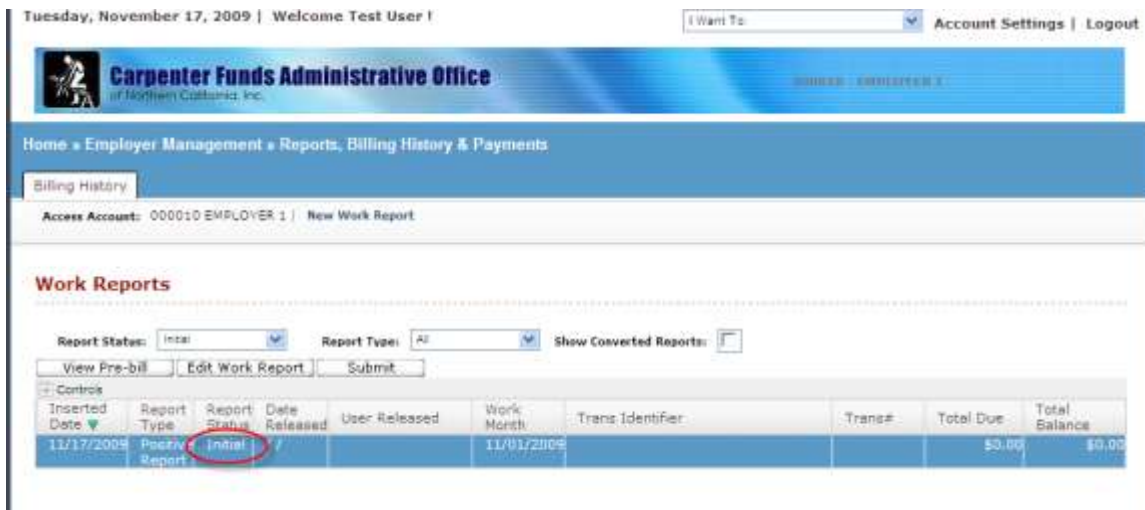 Tuesday, November 17, 2009 | Welcome Test User !
I Want To:
Account Settings | Logout
Carpenter Funds Administrative Office
of Northern California, Inc.
Home » Employer Management » Reports, Billing History & Payments
Billing History
Access Account: 000010 EMPLOYER 1 | New Work Report
Work Reports
Report Status: Initial Report Type: All Show Converted Reports:
View Pre-bill Edit Work Report Submit
Controls
Inserted Date Report Type Report Status Date Released User Released Work Month Trans Identifier Trans# Total Due Total Balance
11/17/2009 Positive Report Initial / / 11/01/2009 $0.00 $0.00